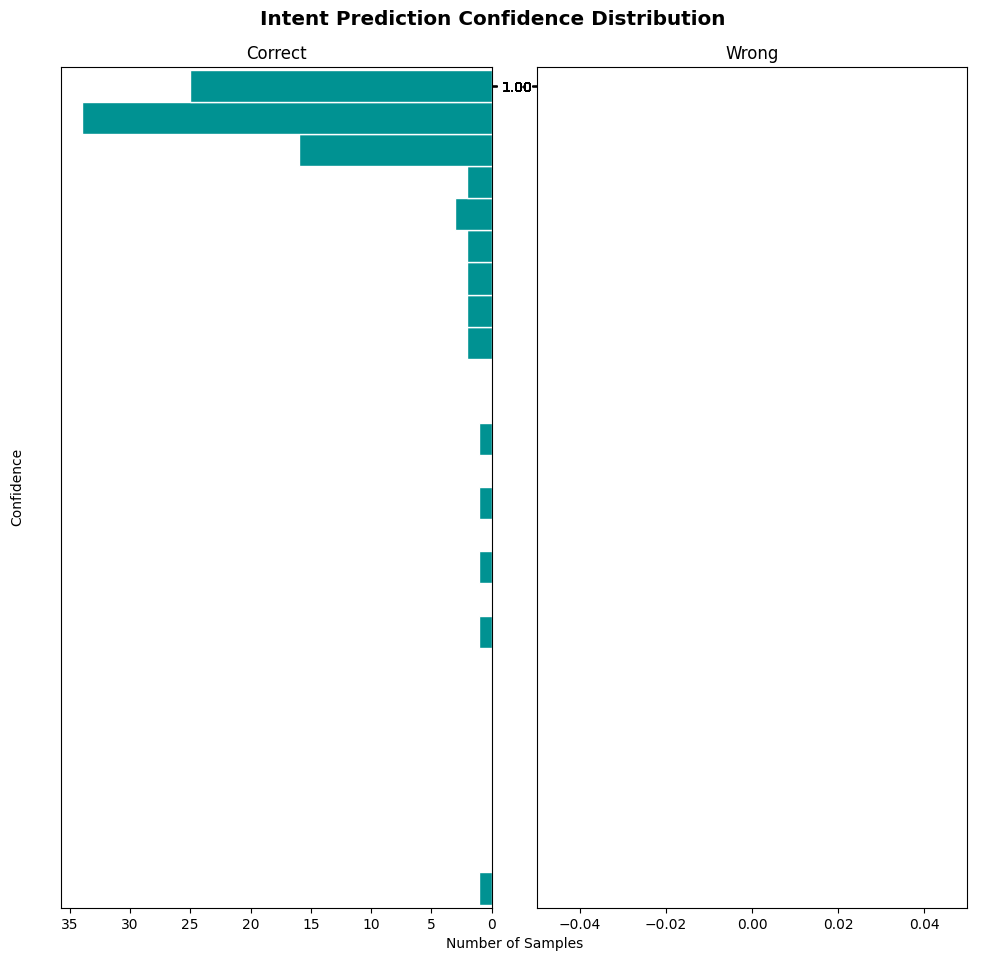 Intent Prediction Confidence Distribution
Correct
Wrong
1.00
Confidence
35 30 25 20 15 10 5 0
−0.04 −0.02 0.00 0.02 0.04
Number of Samples